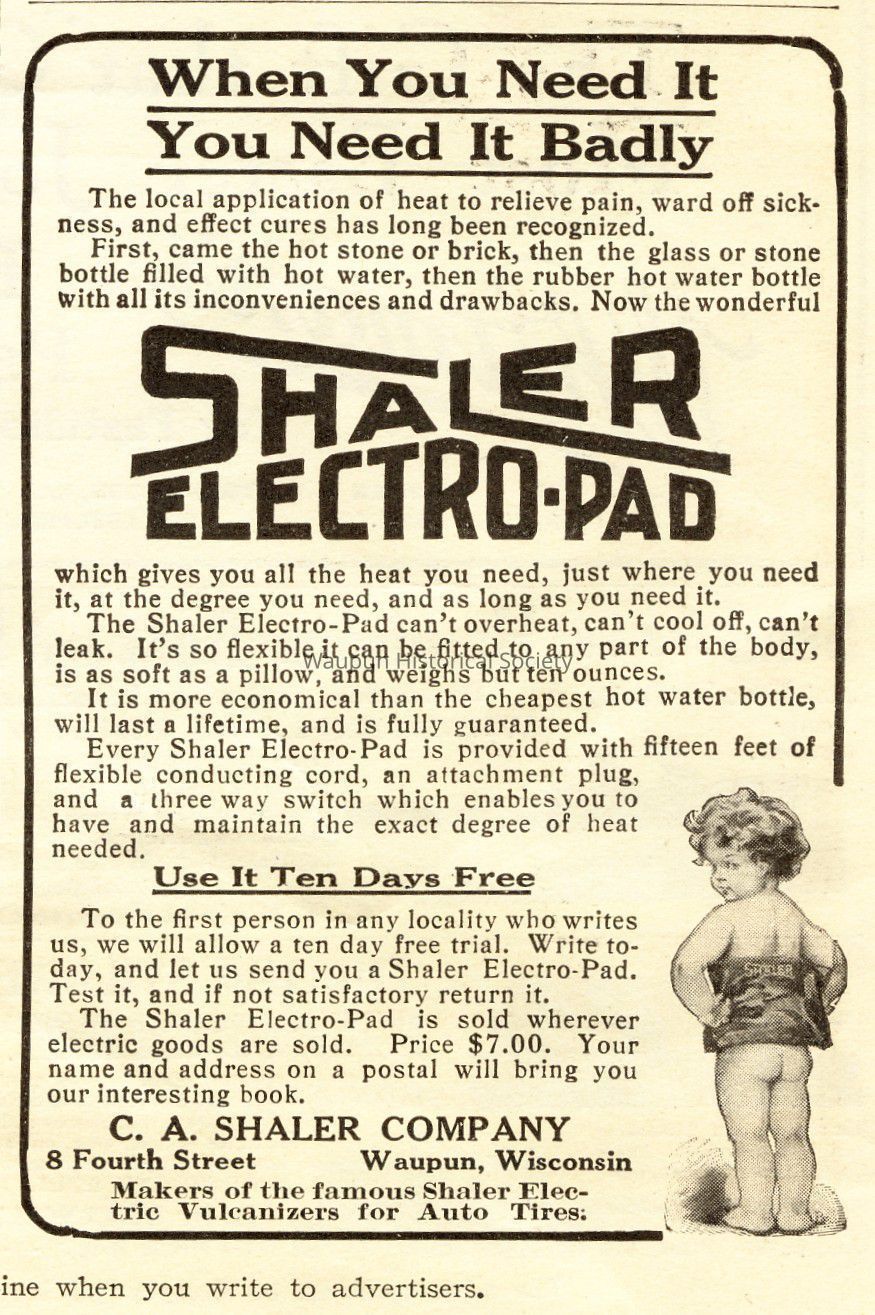 When You Need It
You Need It Badly
The local application of heat to relieve pain, ward off sick-
ness, and effect cures has long been recognized.
First, came the hot stone or brick, then the glass or stone
bottle filled with hot water, then the rubber hot water bottle
with all its inconveniences and drawbacks. Now the wonderful
SHALER
ELECTRO-PAD
which gives you all the heat you need, just where you need
it, at the degree you need, and as long as you need it.
The Shaler Electro-Pad can't overheat, can't cool off, can't
leak. It's so flexible it can be fitted to any part of the body,
Waupun Historical Society
is as soft as a pillow, and weighs but ten ounces.
It is more economical than the cheapest hot water bottle,
will last a lifetime, and is fully guaranteed.
Every Shaler Electro-Pad is provided with fifteen feet of
flexible conducting cord, an attachment plug,
and a three way switch which enables you to
have and maintain the exact degree of heat
needed.
Use It Ten Days Free
To the first person in any locality who writes
us, we will allow a ten day free trial. Write to-
day, and let us send you a Shaler Electro-Pad.
Test it, and if not satisfactory return it.
The Shaler Electro-Pad is sold wherever
electric goods are sold. Price $7.00. Your
name and address on a postal will bring you
our interesting book.
SHALER
C. A. SHALER COMPANY
8 Fourth Street Waupun, Wisconsin
Makers of the famous Shaler Elec-
tric Vulcanizers for Auto Tires.
ine when you write to advertisers.